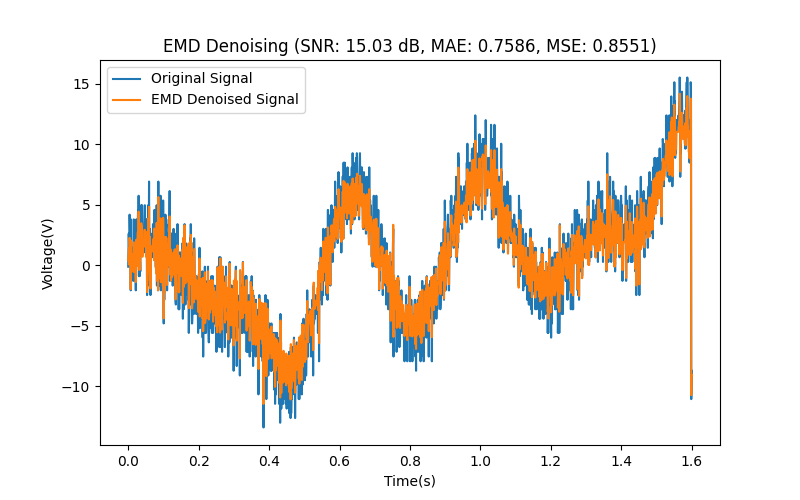 EMD Denoising (SNR: 15.03 dB, MAE: 0.7586, MSE: 0.8551)
Original Signal
EMD Denoised Signal
15
10
5
0
−5
−10
Voltage(V)
0.0 0.2 0.4 0.6 0.8 1.0 1.2 1.4 1.6
Time(s)